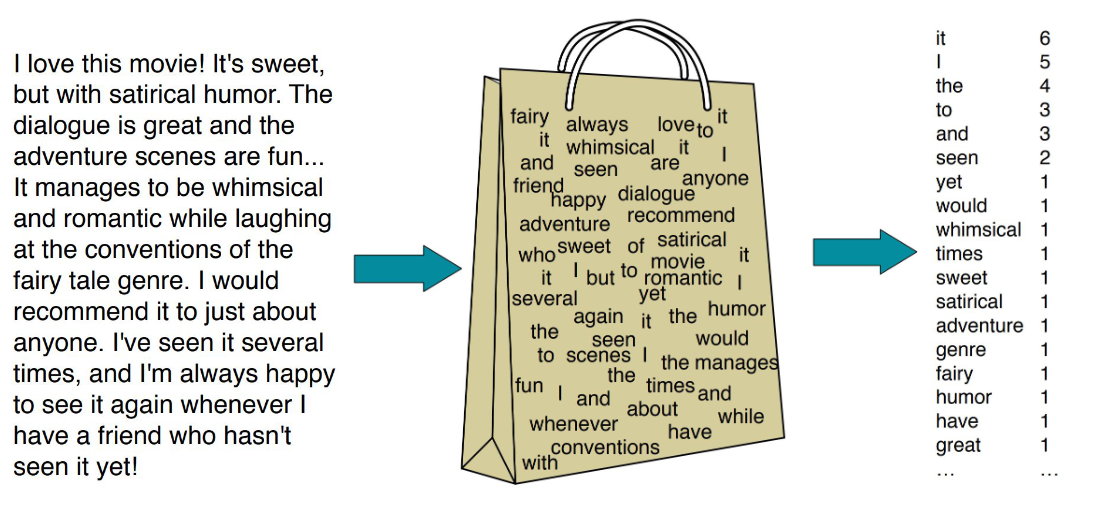 I love this movie! It's sweet,
but with satirical humor. The
dialogue is great and the
adventure scenes are fun...
It manages to be whimsical
and romantic while laughing
at the conventions of the
fairy tale genre. I would
recommend it to just about
anyone. I've seen it several
times, and I'm always happy
to see it again whenever I
have a friend who hasn't
seen it yet!
fairy always love to it
it whimsical it I
and seen are anyone
friend happy dialogue
adventure recommend
who sweet of satirical it
it I but to movie romantic I
several yet
again it the humor
the seen would
to scenes I the manages
fun the times and
I and about while
whenever have
conventions
with
it 6
I 5
the 4
to 3
and 3
seen 2
yet 1
would 1
whimsical 1
times 1
sweet 1
satirical 1
adventure 1
genre 1
fairy 1
humor 1
have 1
great 1
... ...